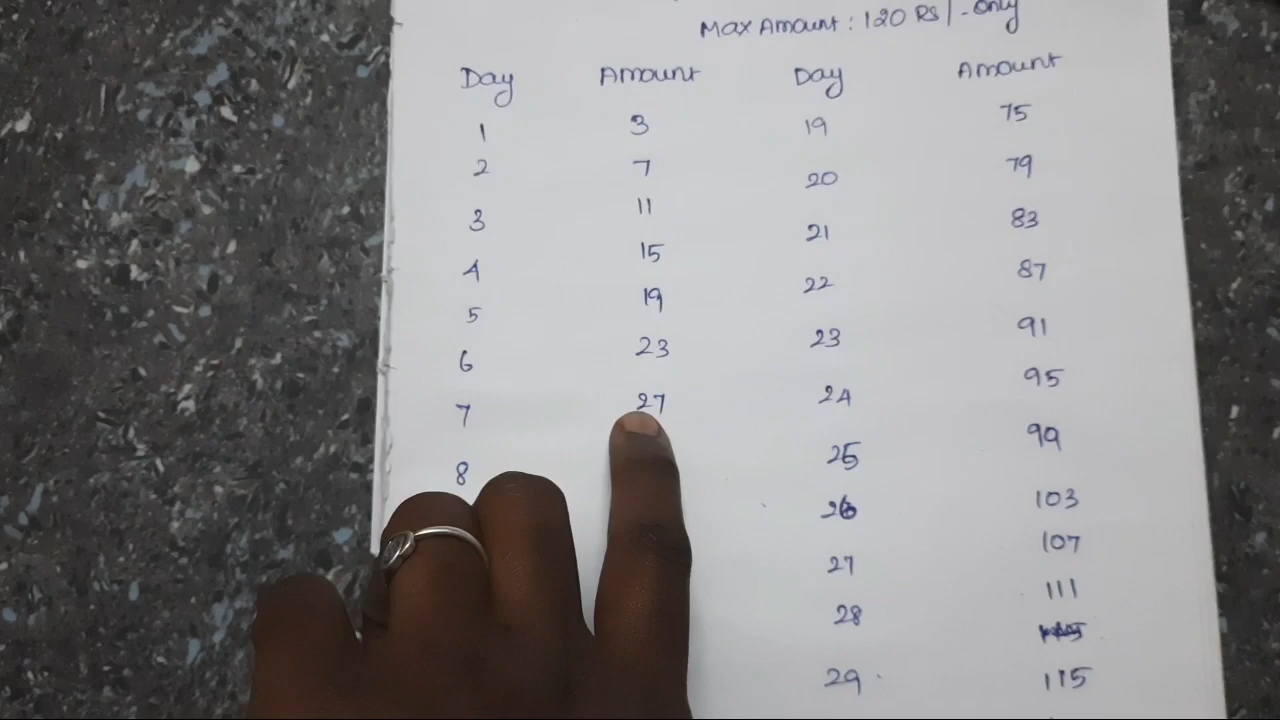 Max Amount : 120 RS/- Only
Day Amount Day Amount
1 3 19 75
2 7 20 79
3 11 21 83
4 15 22 87
5 19 23 91
6 23 24 95
7 27 25 99
8 26 103
27 107
28 111
29 115